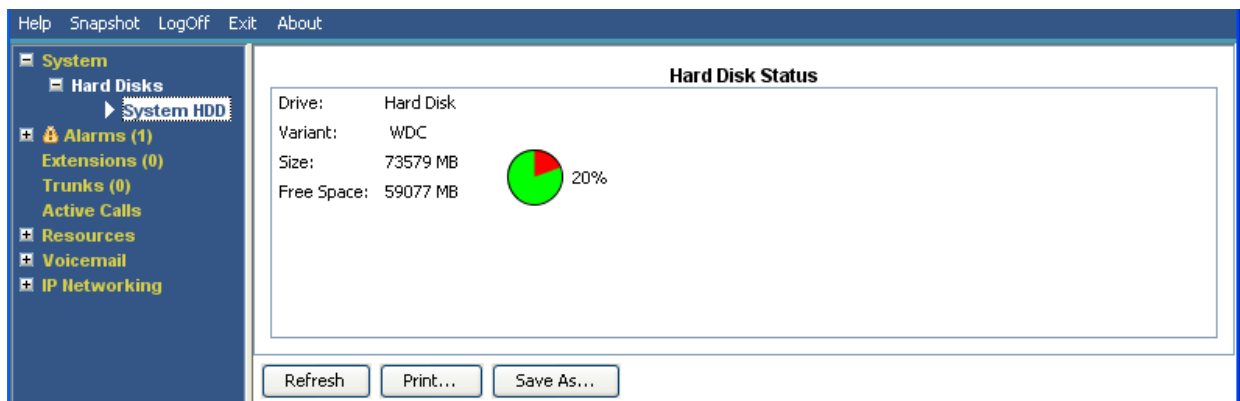 Help Snapshot LogOff Exit About
System
Hard Disks
System HDD
Alarms (1)
Extensions (0)
Trunks (0)
Active Calls
Resources
Voicemail
IP Networking
Hard Disk Status
Drive: Hard Disk
Variant: WDC
Size: 73579 MB
Free Space: 59077 MB
20%
Refresh Print... Save As...